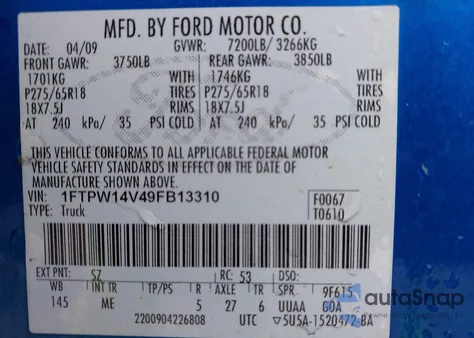 MFD. BY FORD MOTOR CO.
DATE: 04/09 GVWR: 7200LB/ 3266KG
FRONT GAWR: 3750LB REAR GAWR: 3850LB
1701KG WITH 1746KG WITH
P275/65R18 TIRES P275/65R18 TIRES
18X7.5J RIMS 18X7.5J RIMS
AT 240 kPa/ 35 PSI COLD AT 240 kPa/ 35 PSI COLD
THIS VEHICLE CONFORMS TO ALL APPLICABLE FEDERAL MOTOR
VEHICLE SAFETY STANDARDS IN EFFECT ON THE DATE OF
MANUFACTURE SHOWN ABOVE.
VIN: 1FTPW14V49FB13310 F0067
TYPE: Truck T0610
EXT PNT: SZ RC: 53 DSO:
WB INT TR TP/PS R AXLE TR SPR 9F615
145 ME 5 27 6 UUAA GOA
2200904226808 UTC 5U5A-1520472-BA
autoSnap